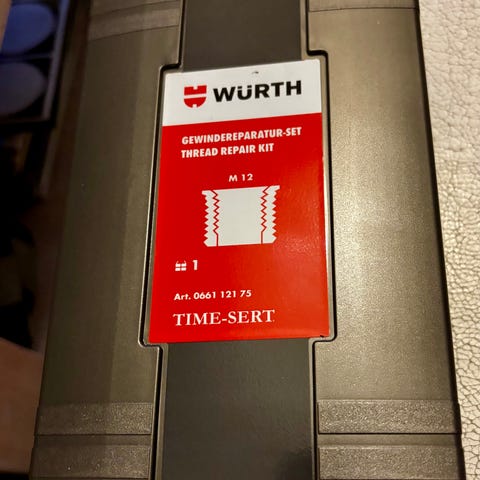 WÜRTH
GEWINDEREPARATUR-SET
THREAD REPAIR KIT
M 12
1
Art. 0661 121 75
TIME-SERT